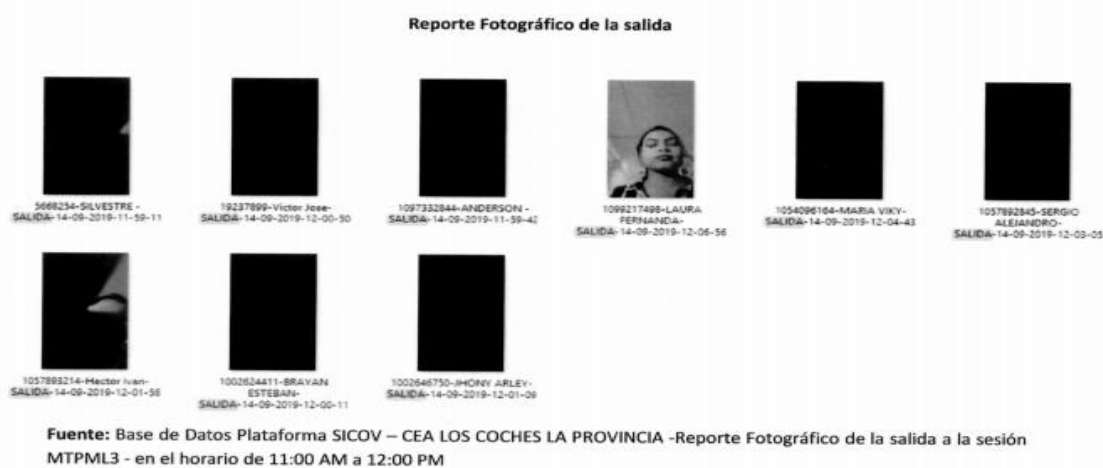 Reporte Fotográfico de la salida
5668254-SILVESTRE -
SALIDA-14-09-2019-11-59-11
19237899-Victor Jose-
SALIDA-14-09-2019-12-00-50
1097332844-ANDERSON -
SALIDA-14-09-2019-11-59-42
1099217498-LAURA
FERNANDA-
SALIDA-14-09-2019-12-06-56
1054096164-MARIA VIKY-
SALIDA-14-09-2019-12-04-43
1057892845-SERGIO
ALEJANDRO-
SALIDA-14-09-2019-12-03-05
1057893214-Hector Ivan-
SALIDA-14-09-2019-12-01-58
1002624411-BRAYAN
ESTEBAN-
SALIDA-14-09-2019-12-00-11
1002646750-JHONY ARLEY-
SALIDA-14-09-2019-12-01-09
Fuente: Base de Datos Plataforma SICOV – CEA LOS COCHES LA PROVINCIA -Reporte Fotográfico de la salida a la sesión
MTPML3 - en el horario de 11:00 AM a 12:00 PM